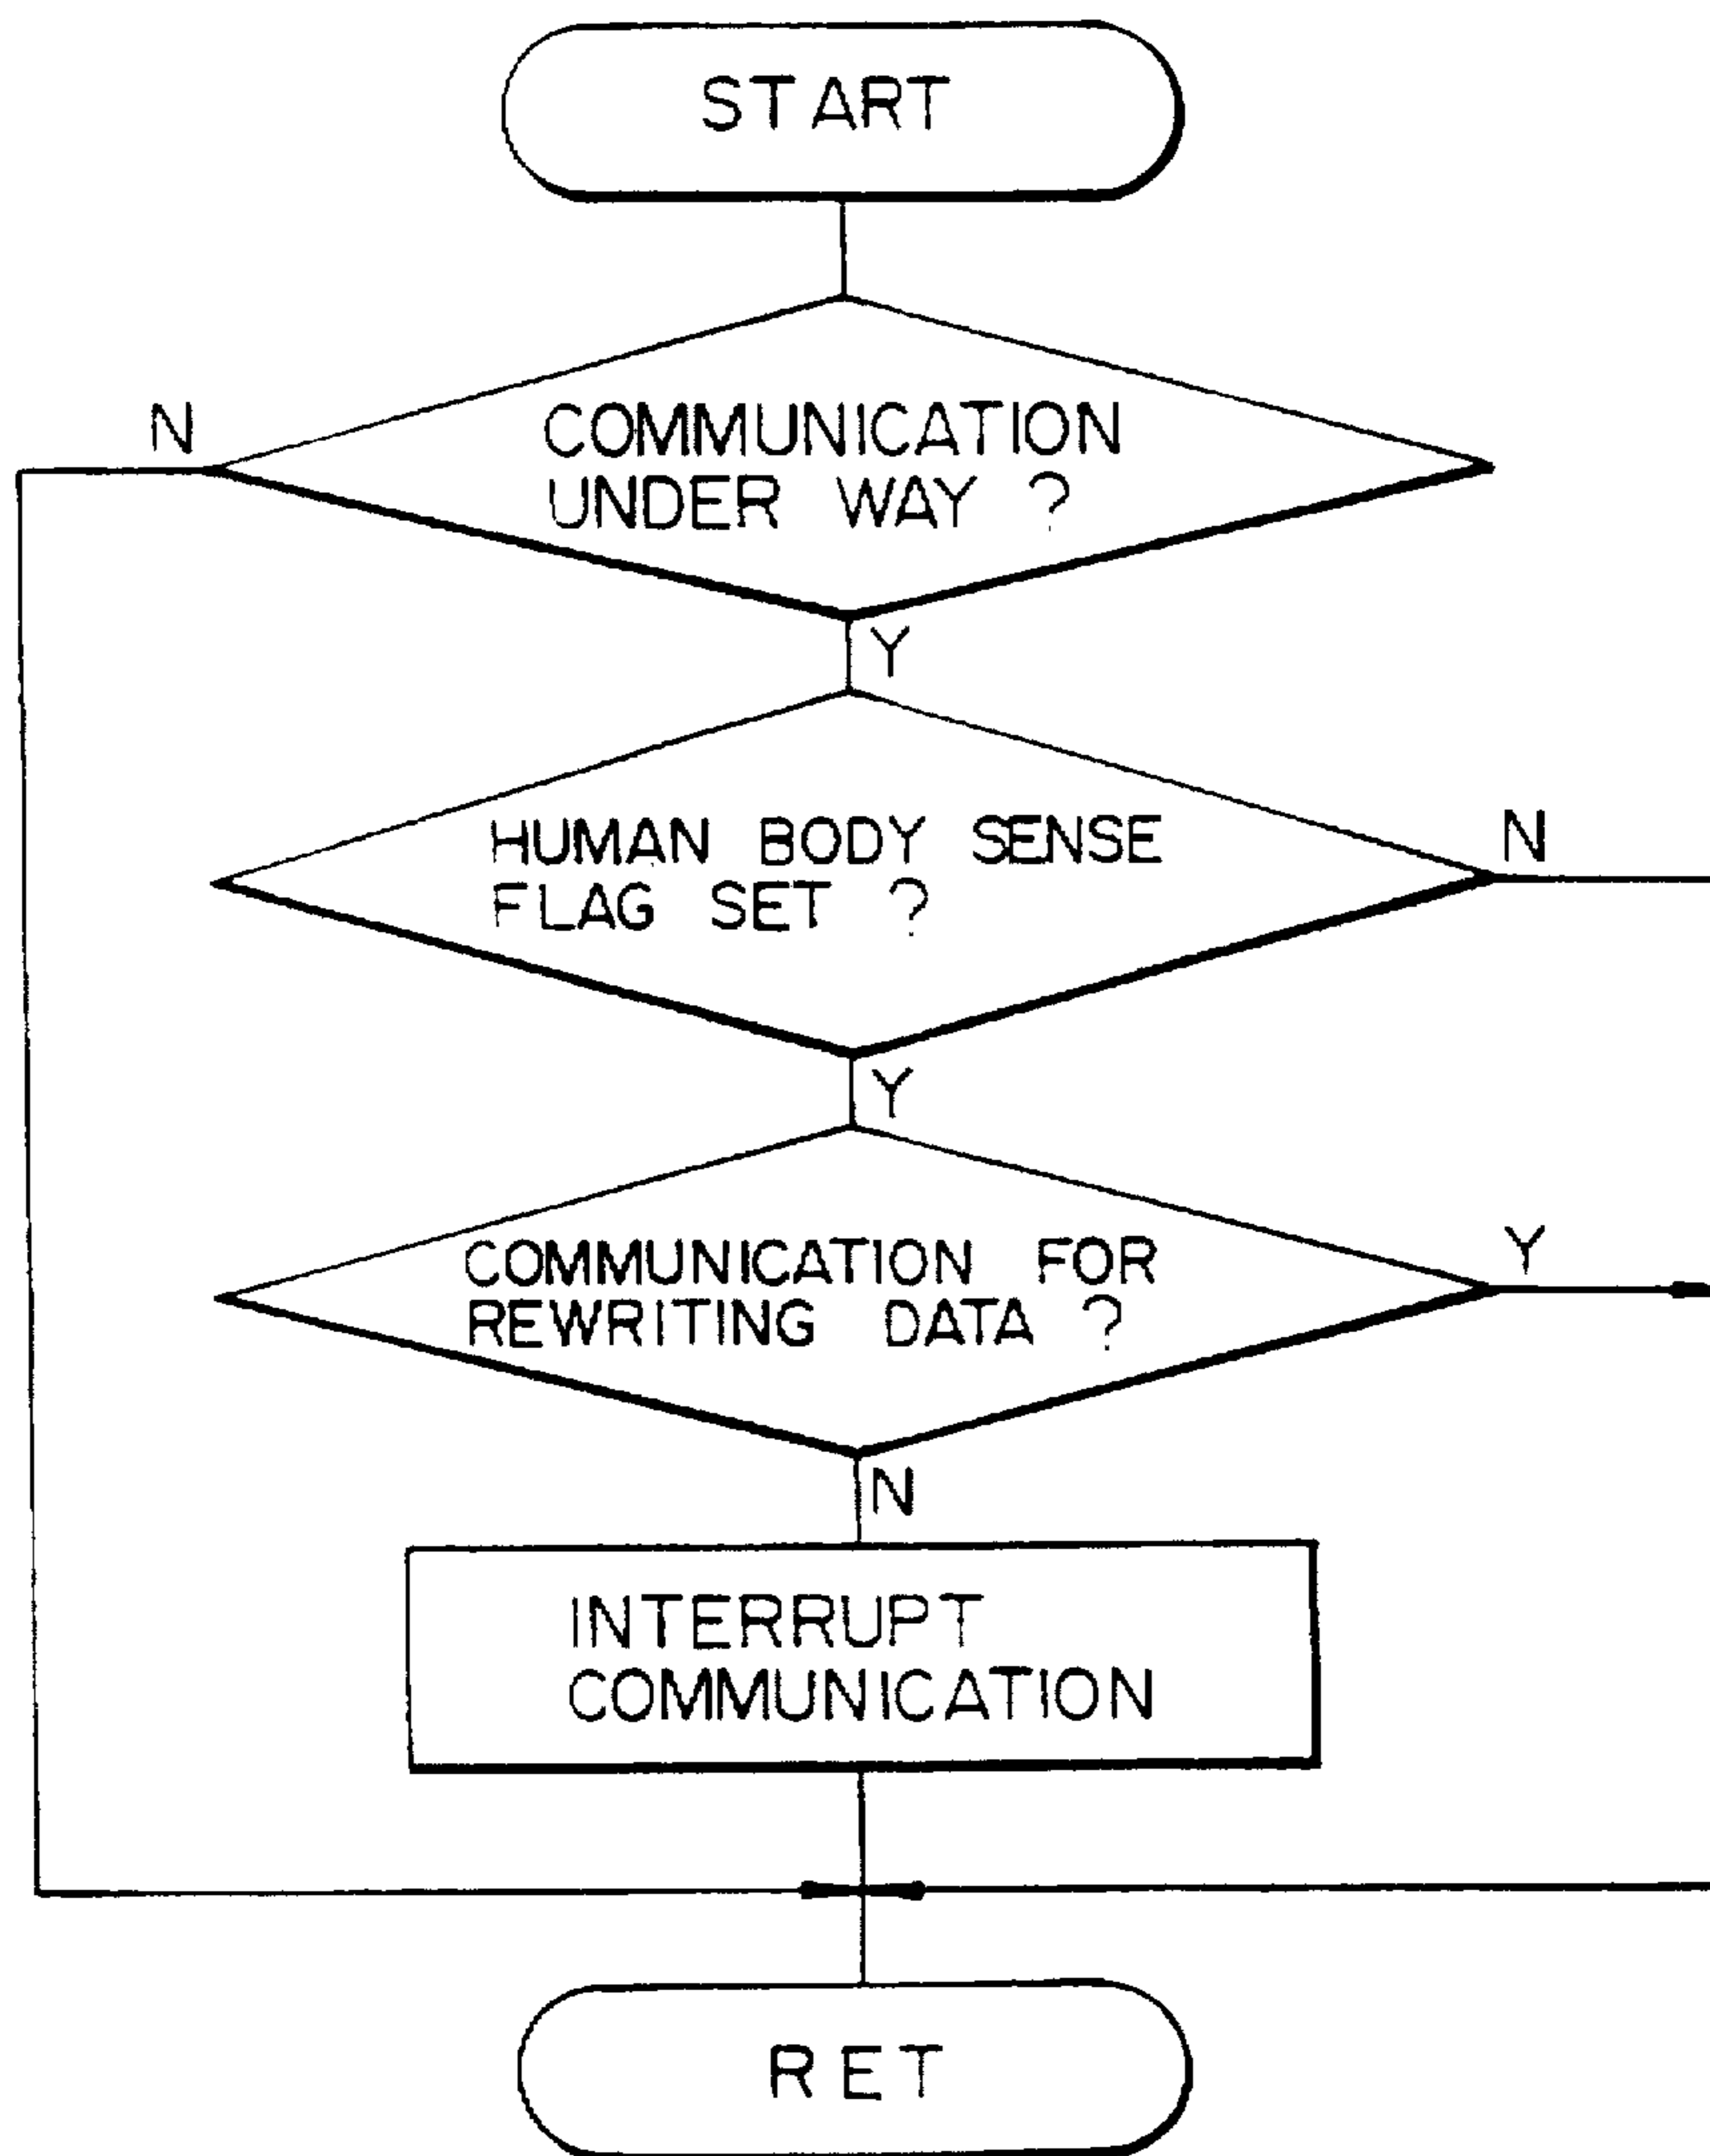 START
N
COMMUNICATION
UNDER WAY ?
Y
HUMAN BODY SENSE
FLAG SET ?
N
Y
COMMUNICATION FOR
REWRITING DATA ?
Y
N
INTERRUPT
COMMUNICATION
RET